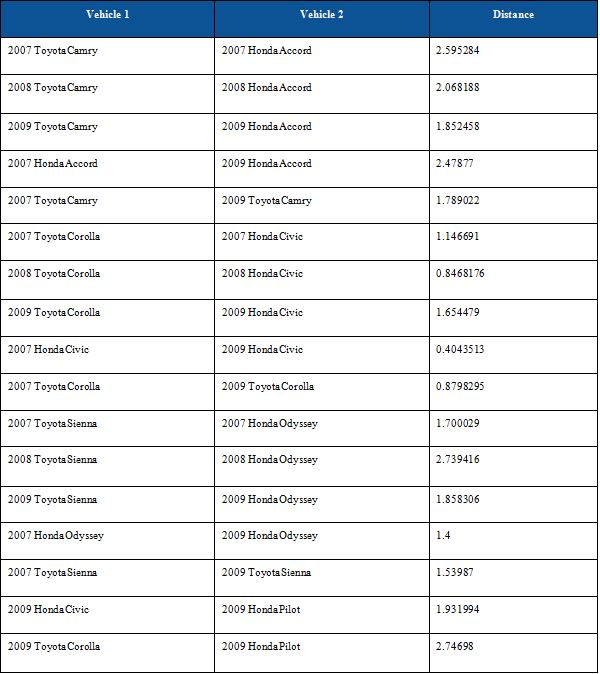 Vehicle 1 Vehicle 2 Distance
2007 Toyota Camry 2007 Honda Accord 2.595284
2008 Toyota Camry 2008 Honda Accord 2.068188
2009 Toyota Camry 2009 Honda Accord 1.852458
2007 Honda Accord 2009 Honda Accord 2.47877
2007 Toyota Camry 2009 Toyota Camry 1.789022
2007 Toyota Corolla 2007 Honda Civic 1.146691
2008 Toyota Corolla 2008 Honda Civic 0.8468176
2009 Toyota Corolla 2009 Honda Civic 1.654479
2007 Honda Civic 2009 Honda Civic 0.4043513
2007 Toyota Corolla 2009 Toyota Corolla 0.8798295
2007 Toyota Sienna 2007 Honda Odyssey 1.700029
2008 Toyota Sienna 2008 Honda Odyssey 2.739416
2009 Toyota Sienna 2009 Honda Odyssey 1.858306
2007 Honda Odyssey 2009 Honda Odyssey 1.4
2007 Toyota Sienna 2009 Toyota Sienna 1.53987
2009 Honda Civic 2009 Honda Pilot 1.931994
2009 Toyota Corolla 2009 Honda Pilot 2.74698